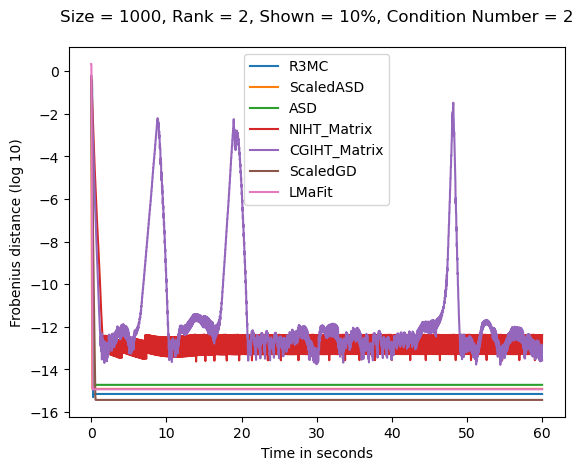 Size = 1000, Rank = 2, Shown = 10%, Condition Number = 2
0
−2
−4
−6
−8
−10
−12
−14
−16
Frobenius distance (log 10)
R3MC
ScaledASD
ASD
NIHT_Matrix
CGIHT_Matrix
ScaledGD
LMaFit
0 10 20 30 40 50 60
Time in seconds